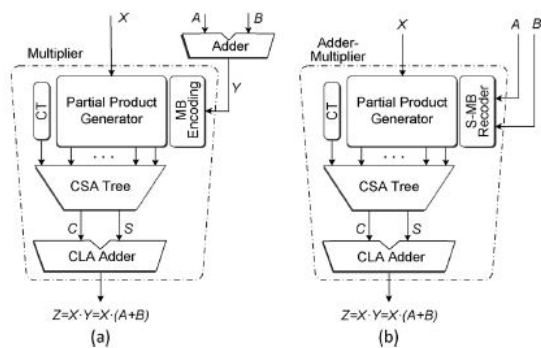 X
A
B
Adder
Multiplier
Y
CT
Partial Product
Generator
MB
Encoding
. . .
CSA Tree
C
S
CLA Adder
Z=X·Y=X·(A+B)
(a)
X
A
B
Adder-
Multiplier
CT
Partial Product
Generator
S-MB
Recoder
. . .
CSA Tree
C
S
CLA Adder
Z=X·Y=X·(A+B)
(b)